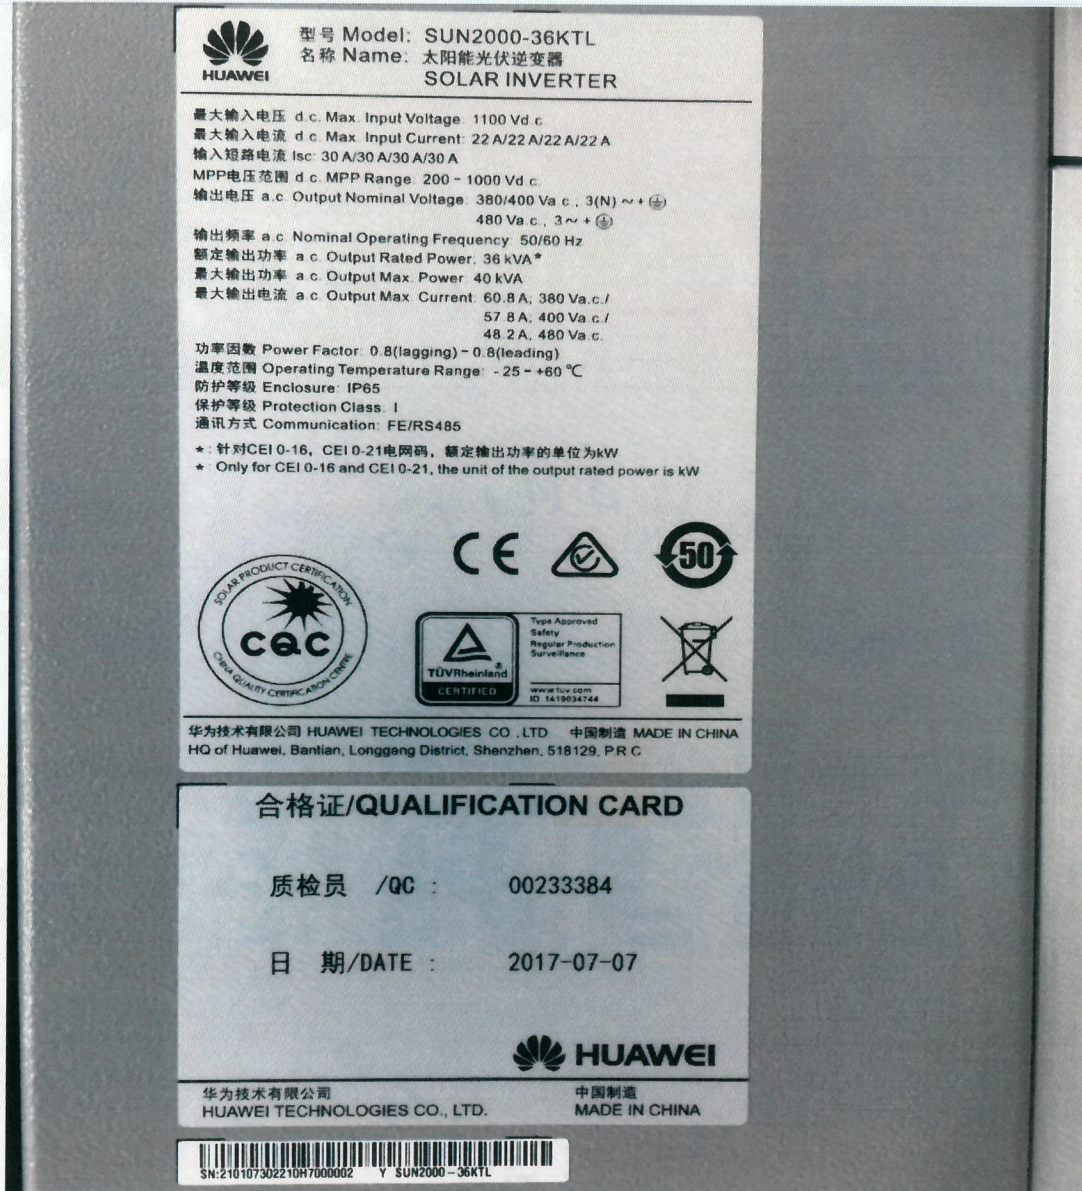 HUAWEI
型号 Model: SUN2000-36KTL
名称 Name: 太阳能光伏逆变器
SOLAR INVERTER
最大输入电压 d.c. Max. Input Voltage: 1100 Vd.c.
最大输入电流 d.c. Max. Input Current: 22 A/22 A/22 A/22 A
输入短路电流 Isc: 30 A/30 A/30 A/30 A
MPP电压范围 d.c. MPP Range: 200 - 1000 Vd.c.
输出电压 a.c. Output Nominal Voltage: 380/400 Va.c., 3(N) ~ + ⏚
480 Va.c., 3 ~ + ⏚
输出频率 a.c. Nominal Operating Frequency: 50/60 Hz
额定输出功率 a.c. Output Rated Power: 36 kVA*
最大输出功率 a.c. Output Max. Power: 40 kVA
最大输出电流 a.c. Output Max. Current: 60.8 A, 380 Va.c./
57.8 A, 400 Va.c./
48.2 A, 480 Va.c.
功率因数 Power Factor: 0.8(lagging) - 0.8(leading)
温度范围 Operating Temperature Range: -25 - +60 ℃
防护等级 Enclosure: IP65
保护等级 Protection Class: I
通讯方式 Communication: FE/RS485
*: 针对CEI 0-16, CEI 0-21电网码, 额定输出功率的单位为kW
*: Only for CEI 0-16 and CEI 0-21, the unit of the output rated power is kW
CE
50
SOLAR PRODUCT CERTIFICATION
CQC
CHINA QUALITY CERTIFICATION CENTRE
TÜVRheinland®
CERTIFIED
Type Approved
Safety
Regular Production
Surveillance
www.tuv.com
ID 1419034744
华为技术有限公司 HUAWEI TECHNOLOGIES CO.,LTD. 中国制造 MADE IN CHINA
HQ of Huawei, Bantian, Longgang District, Shenzhen, 518129, P.R.C
合格证/QUALIFICATION CARD
质检员 /QC : 00233384
日 期/DATE : 2017-07-07
HUAWEI
华为技术有限公司 中国制造
HUAWEI TECHNOLOGIES CO., LTD. MADE IN CHINA
SN:210107302210H7000002 Y SUN2000-36KTL